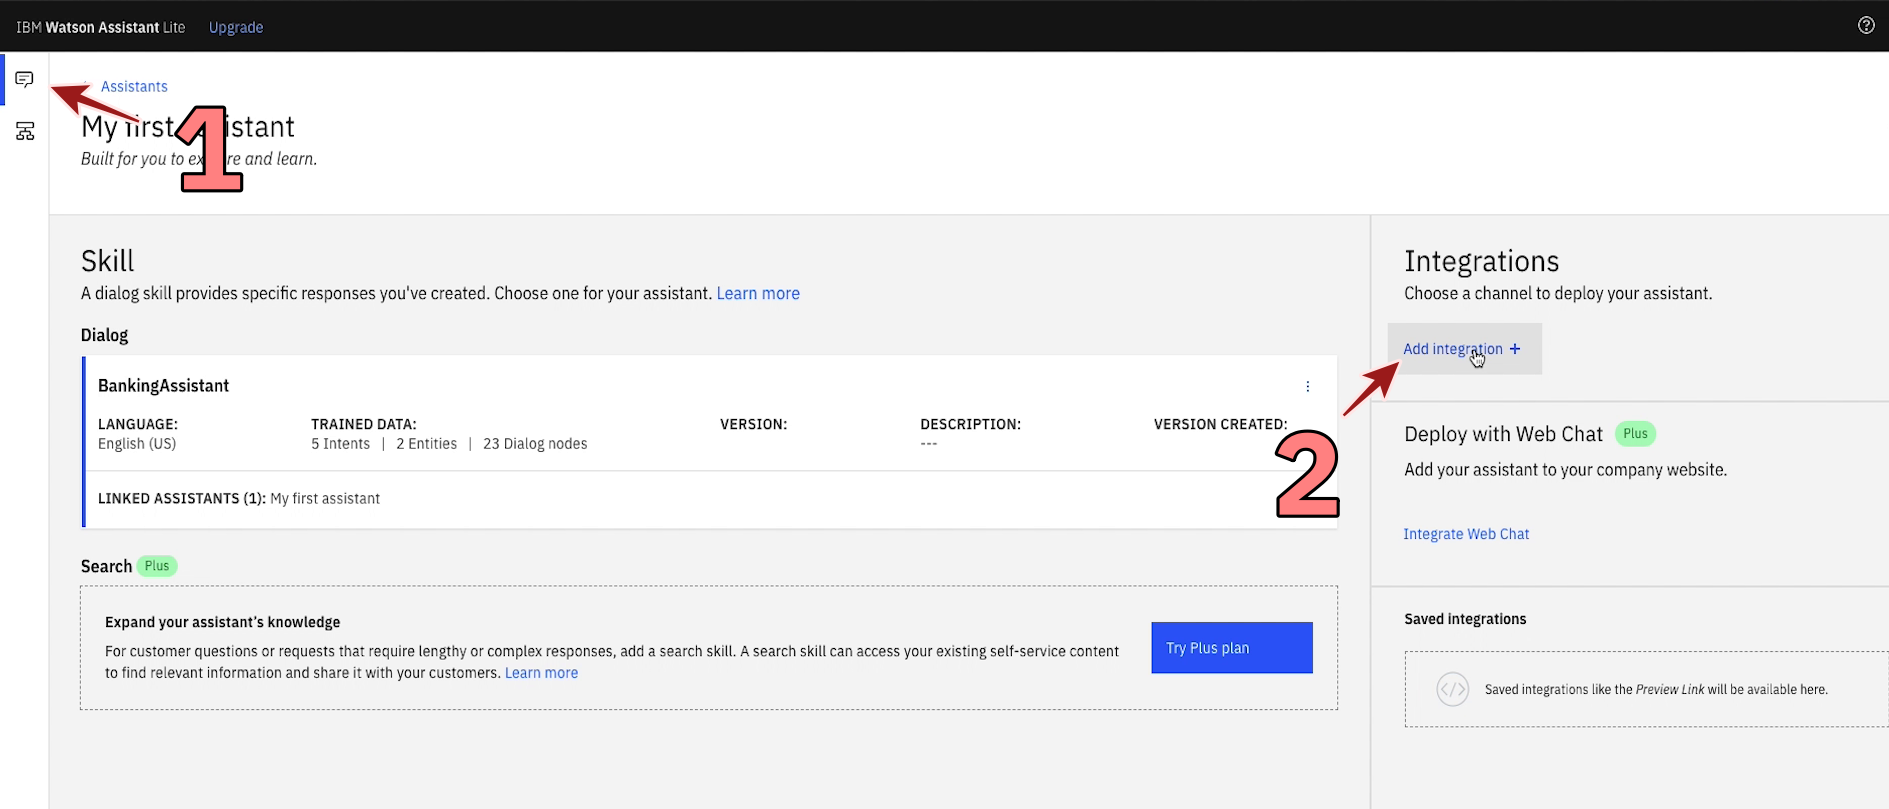 IBM Watson Assistant Lite Upgrade
Assistants
My first assistant
Built for you to explore and learn.
1
Skill
A dialog skill provides specific responses you've created. Choose one for your assistant. Learn more
Dialog
BankingAssistant
LANGUAGE: TRAINED DATA: VERSION: DESCRIPTION: VERSION CREATED:
English (US) 5 Intents | 2 Entities | 23 Dialog nodes ---
LINKED ASSISTANTS (1): My first assistant
2
Search Plus
Expand your assistant's knowledge
For customer questions or requests that require lengthy or complex responses, add a search skill. A search skill can access your existing self-service content
to find relevant information and share it with your customers. Learn more
Try Plus plan
Integrations
Choose a channel to deploy your assistant.
Add integration +
Deploy with Web Chat Plus
Add your assistant to your company website.
Integrate Web Chat
Saved integrations
Saved integrations like the Preview Link will be available here.